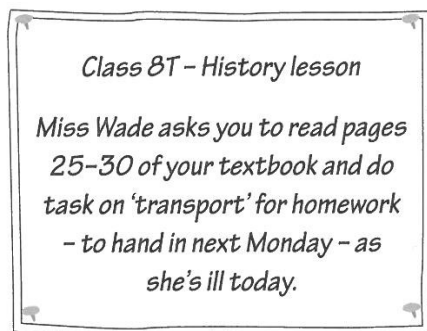 Class 8T – History lesson
Miss Wade asks you to read pages
25–30 of your textbook and do
task on 'transport' for homework
– to hand in next Monday – as
she's ill today.